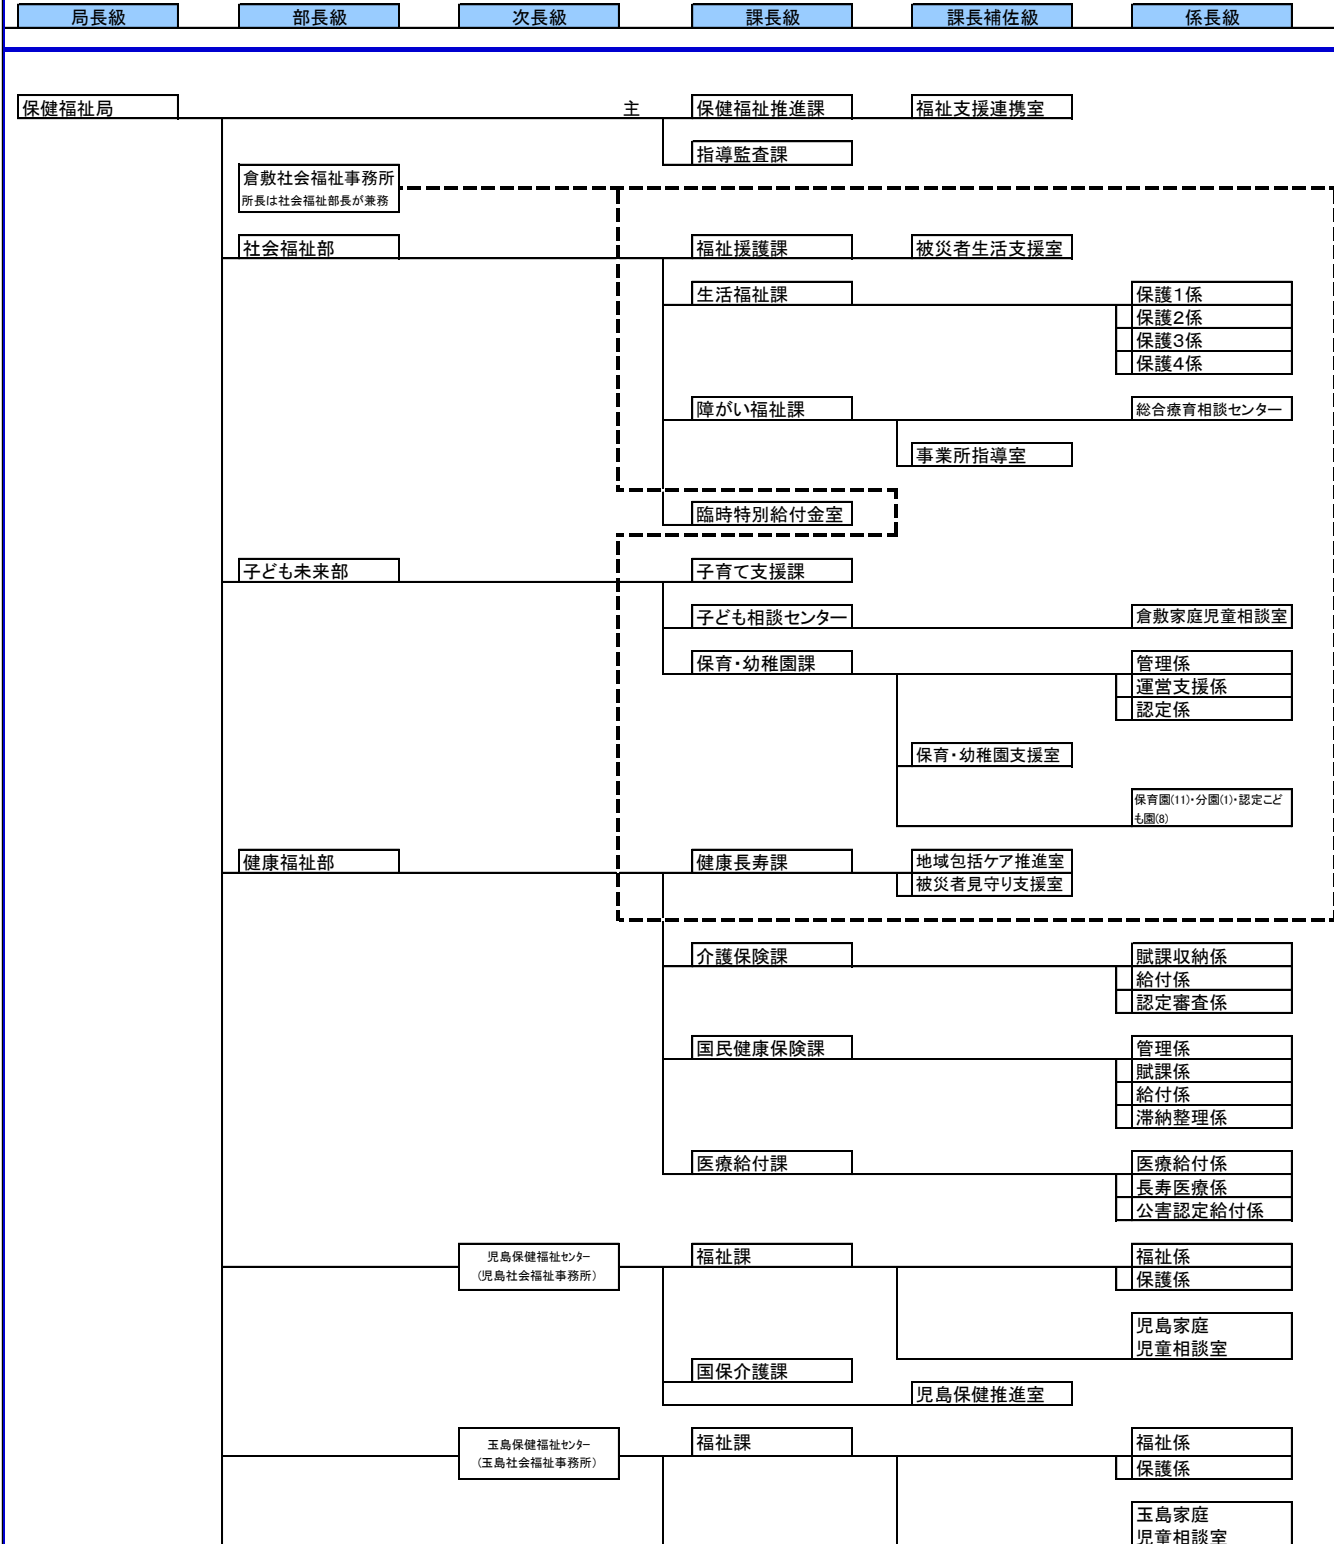 局長級 部長級 次長級 課長級 課長補佐級 係長級
保健福祉局 主 保健福祉推進課 福祉支援連携室
指導監査課
倉敷社会福祉事務所
所長は社会福祉部長が兼務
社会福祉部 福祉援護課 被災者生活支援室
生活福祉課 保護1係
保護2係
保護3係
保護4係
障がい福祉課 総合療育相談センター
事業所指導室
臨時特別給付金室
子ども未来部 子育て支援課
子ども相談センター 倉敷家庭児童相談室
保育・幼稚園課 管理係
運営支援係
認定係
保育・幼稚園支援室
保育園(11)・分園(1)・認定こど
も園(8)
健康福祉部 健康長寿課 地域包括ケア推進室
被災者見守り支援室
介護保険課 賦課収納係
給付係
認定審査係
国民健康保険課 管理係
賦課係
給付係
滞納整理係
医療給付課 医療給付係
長寿医療係
公害認定給付係
児島保健福祉センター
(児島社会福祉事務所)
福祉課 福祉係
保護係
児島家庭
児童相談室
国保介護課
児島保健推進室
玉島保健福祉センター
(玉島社会福祉事務所)
福祉課 福祉係
保護係
玉島家庭
児童相談室